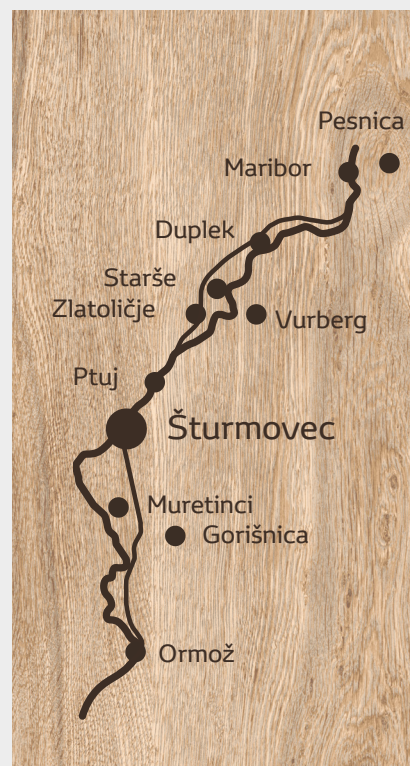 Pesnica
Maribor
Duplek
Starše
Zlatoličje
Vurberg
Ptuj
Šturmovec
Muretinci
Gorišnica
Ormož